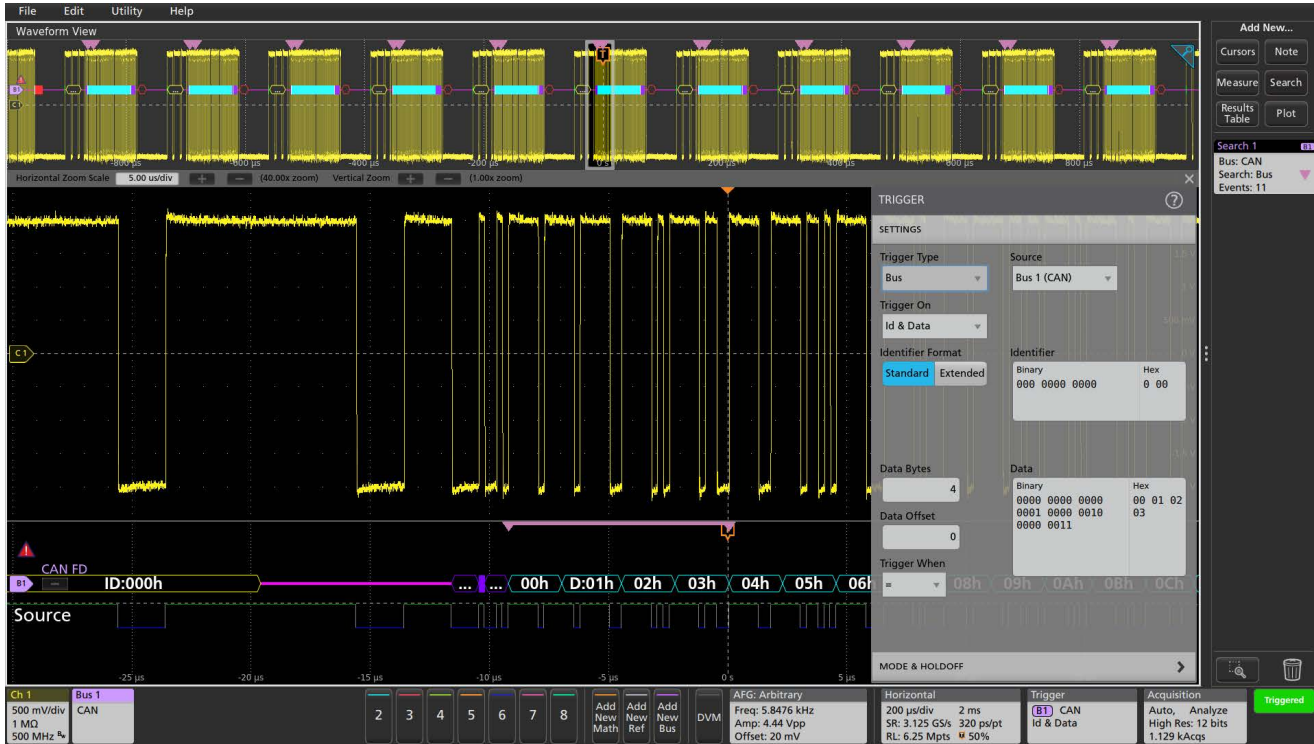 File Edit Utility Help
Waveform View
Add New...
Cursors Note
Measure Search
Results Table Plot
Search 1 B1
Bus: CAN
Search: Bus
Events: 11
B1
C1
T
-800 µs -600 µs -400 µs -200 µs 0 s 200 µs 400 µs 600 µs 800 µs
Horizontal Zoom Scale 5.00 us/div + - (40.00x zoom) Vertical Zoom + - (1.00x zoom)
TRIGGER ?
SETTINGS
Trigger Type Source
Bus Bus 1 (CAN)
Trigger On
Id & Data
Identifier Format Identifier
Standard Extended
Binary Hex
000 0000 0000 0 00
Data Bytes Data
4
Binary Hex
0000 0000 0000 00 01 02
0001 0000 0010 03
0000 0011
Data Offset
0
Trigger When
=
MODE & HOLDOFF
C 1
CAN FD
B1 ID:000h ... ... 00h D:01h 02h 03h 04h 05h 06h 08h 09h 0Ah 0Bh 0Ch
Source
-25 µs -20 µs -15 µs -10 µs -5 µs 0 s 5 µs
Ch 1
500 mV/div
1 MΩ
500 MHz
Bus 1
CAN
2 3 4 5 6 7 8
Add New Math
Add New Ref
Add New Bus
DVM
AFG: Arbitrary
Freq: 5.8476 kHz
Amp: 4.44 Vpp
Offset: 20 mV
Horizontal
200 µs/div 2 ms
SR: 3.125 GS/s 320 ps/pt
RL: 6.25 Mpts 50%
Trigger
B1 CAN
Id & Data
Acquisition
Auto, Analyze
High Res: 12 bits
1.129 kAcqs
Triggered